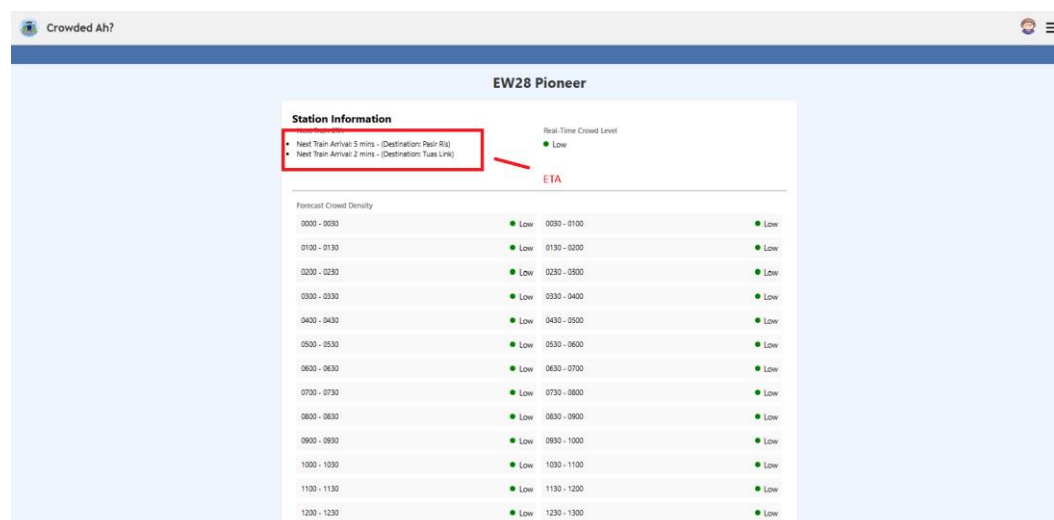 Crowded Ah?
EW28 Pioneer
Station Information
Next Train ETA
Real-Time Crowd Level
Next Train Arrival: 5 mins - (Destination: Pasir Ris)
Low
Next Train Arrival: 2 mins - (Destination: Tuas Link)
ETA
Forecast Crowd Density
0000 - 0030 Low 0030 - 0100 Low
0100 - 0130 Low 0130 - 0200 Low
0200 - 0230 Low 0230 - 0300 Low
0300 - 0330 Low 0330 - 0400 Low
0400 - 0430 Low 0430 - 0500 Low
0500 - 0530 Low 0530 - 0600 Low
0600 - 0630 Low 0630 - 0700 Low
0700 - 0730 Low 0730 - 0800 Low
0800 - 0830 Low 0830 - 0900 Low
0900 - 0930 Low 0930 - 1000 Low
1000 - 1030 Low 1030 - 1100 Low
1100 - 1130 Low 1130 - 1200 Low
1200 - 1230 Low 1230 - 1300 Low